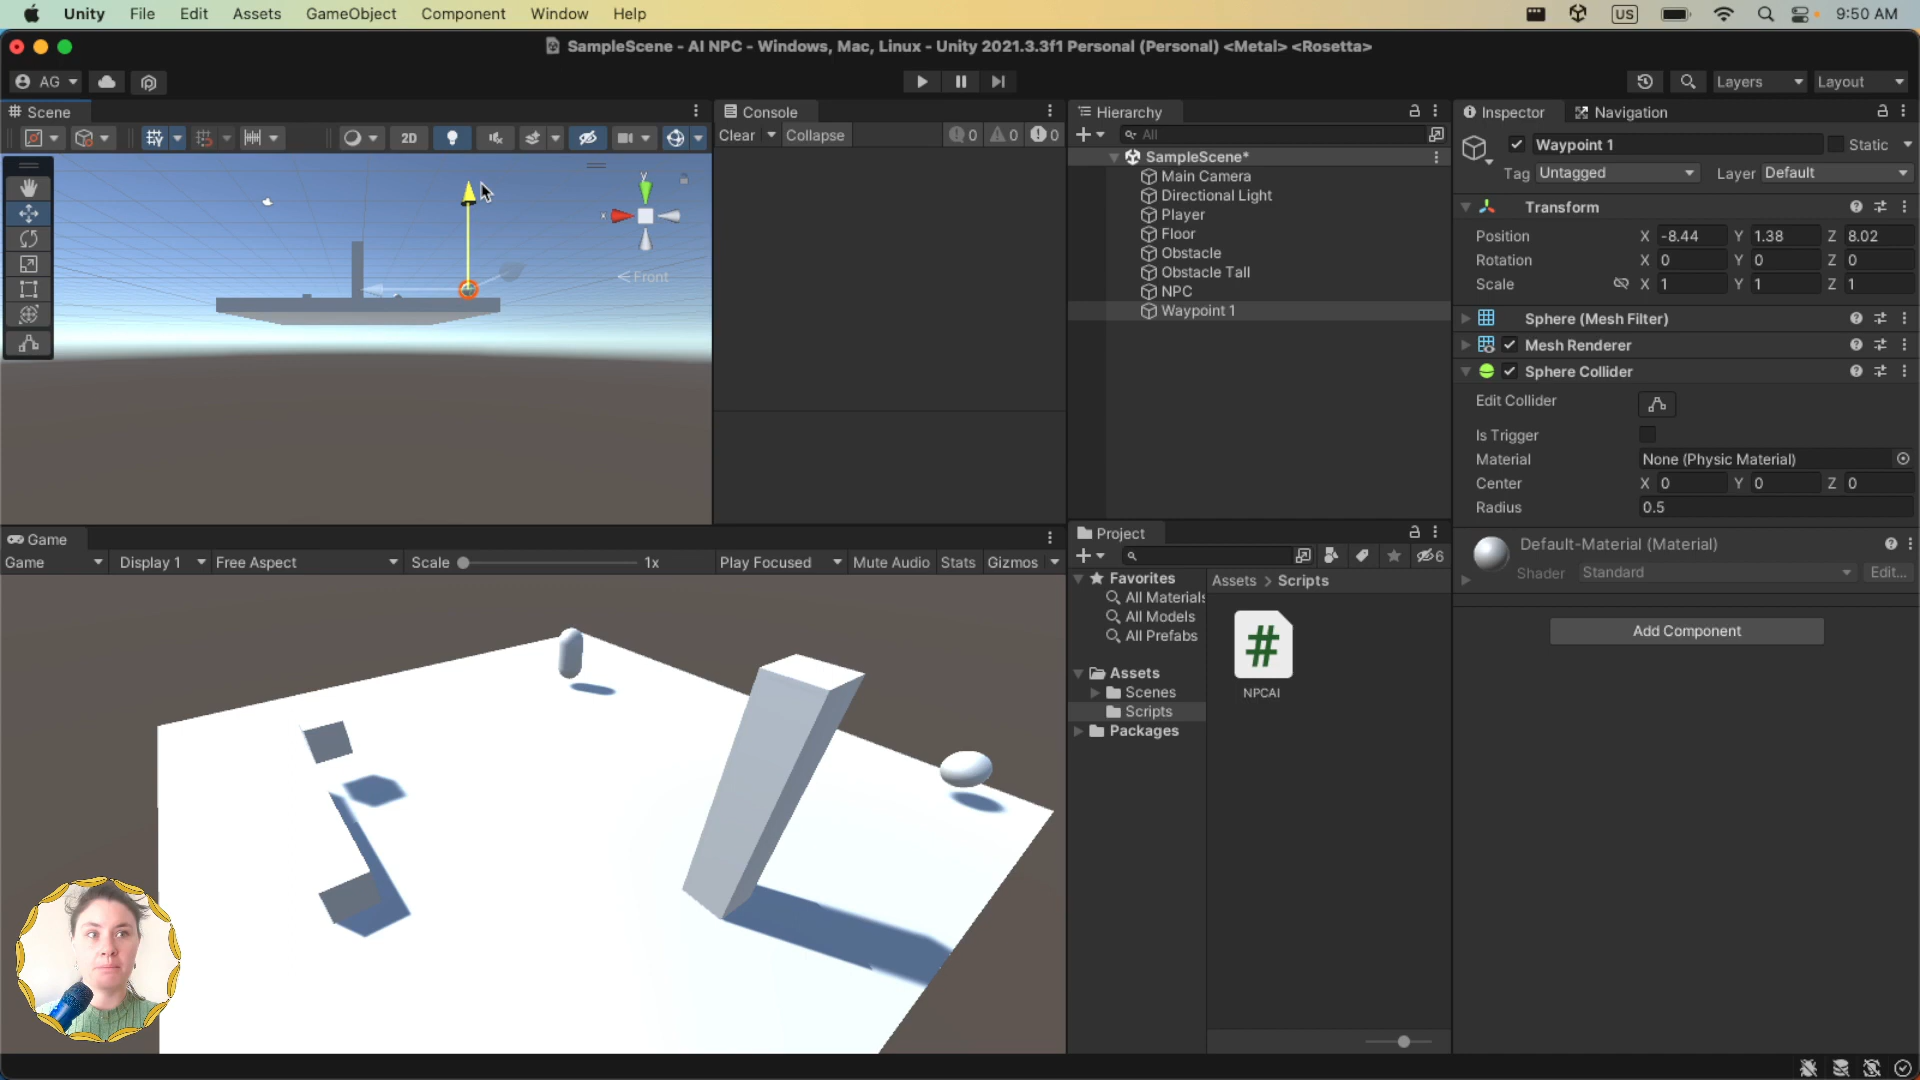 Unity File Edit Assets GameObject Component Window Help US 9:50 AM
SampleScene - AI NPC - Windows, Mac, Linux - Unity 2021.3.3f1 Personal (Personal) <Metal> <Rosetta>
AG Layers Layout
Scene
2D
y
x
Front
Console
Clear Collapse 0 0 0
Hierarchy
All
SampleScene*
Main Camera
Directional Light
Player
Floor
Obstacle
Obstacle Tall
NPC
Waypoint 1
Inspector Navigation
Waypoint 1 Static
Tag Untagged Layer Default
Transform
Position X -8.44 Y 1.38 Z 8.02
Rotation X 0 Y 0 Z 0
Scale X 1 Y 1 Z 1
Sphere (Mesh Filter)
Mesh Renderer
Sphere Collider
Edit Collider
Is Trigger
Material None (Physic Material)
Center X 0 Y 0 Z 0
Radius 0.5
Default-Material (Material)
Shader Standard Edit...
Add Component
Game
Game Display 1 Free Aspect Scale 1x Play Focused Mute Audio Stats Gizmos
Project
6
Favorites
All Materials
All Models
All Prefabs
Assets
Scenes
Scripts
Packages
Assets > Scripts
#
NPCAI